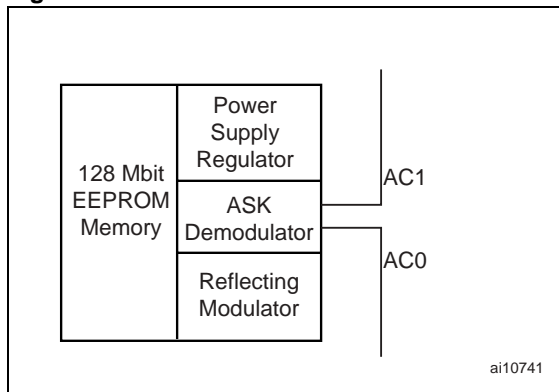 128 Mbit
EEPROM
Memory
Power
Supply
Regulator
ASK
Demodulator
Reflecting
Modulator
AC1
AC0
ai10741